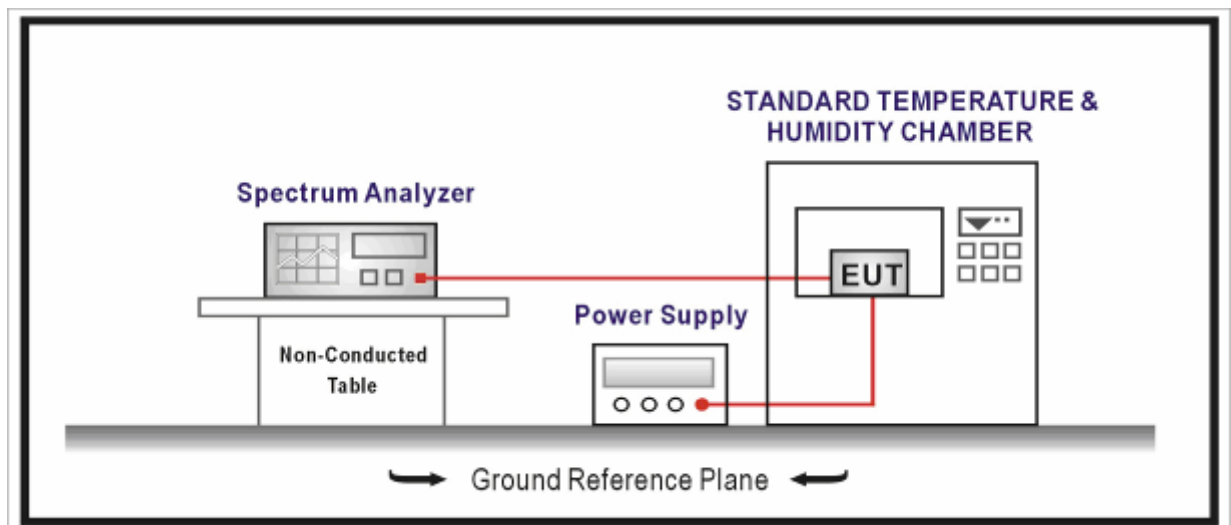 STANDARD TEMPERATURE &
HUMIDITY CHAMBER
Spectrum Analyzer
EUT
Power Supply
Non-Conducted
Table
Ground Reference Plane